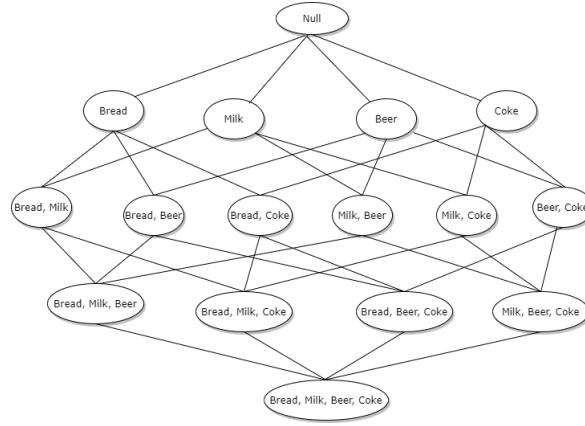 Null
Bread
Milk
Beer
Coke
Bread, Milk
Bread, Beer
Bread, Coke
Milk, Beer
Milk, Coke
Beer, Coke
Bread, Milk, Beer
Bread, Milk, Coke
Bread, Beer, Coke
Milk, Beer, Coke
Bread, Milk, Beer, Coke